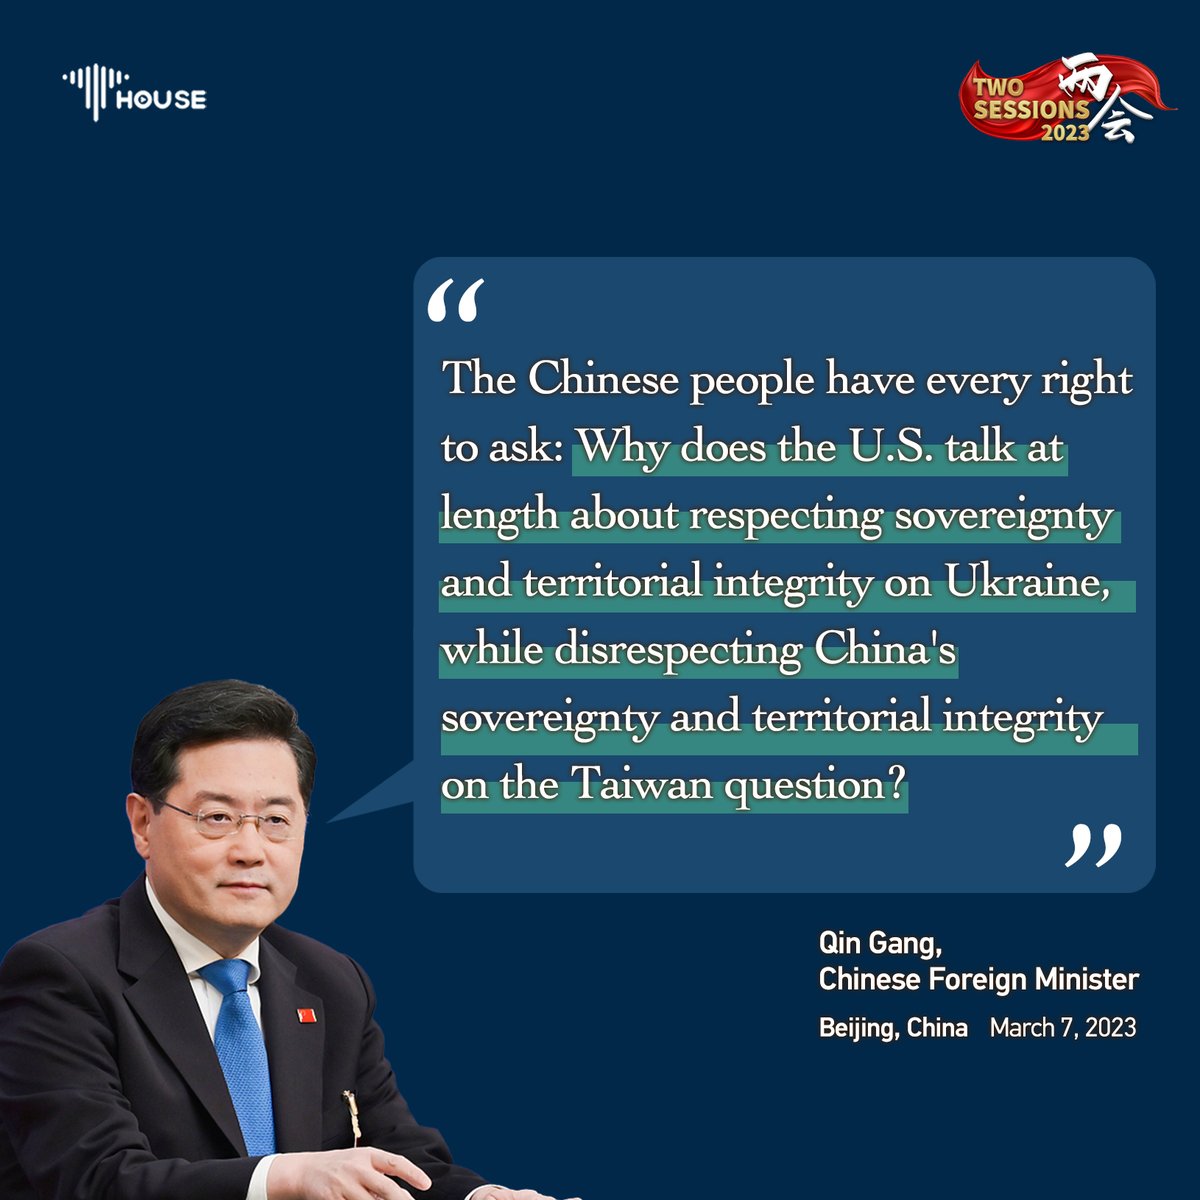 HOUSE
TWO
SESSIONS
2023
两会
“
The Chinese people have every right
to ask: Why does the U.S. talk at
length about respecting sovereignty
and territorial integrity on Ukraine,
while disrespecting China's
sovereignty and territorial integrity
on the Taiwan question?
”
Qin Gang,
Chinese Foreign Minister
Beijing, China March 7, 2023